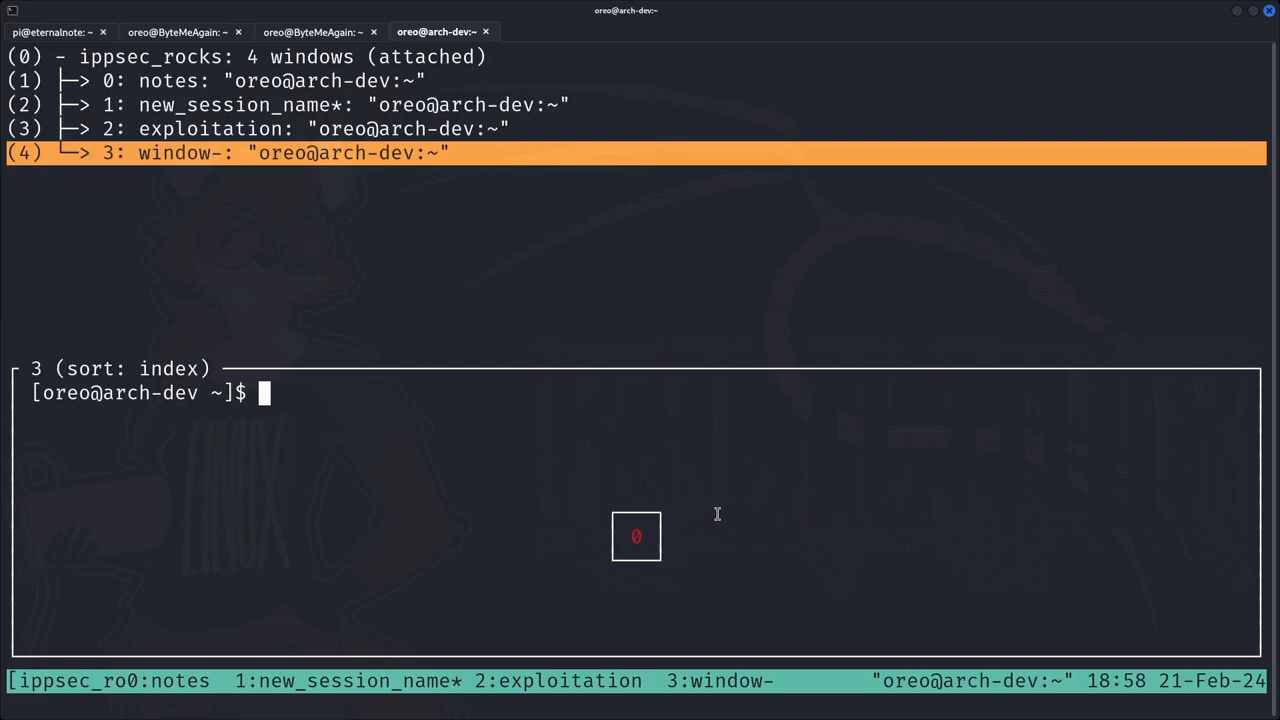 oreo@arch-dev:~
pi@eternalnote: ~ × oreo@ByteMeAgain: ~ × oreo@ByteMeAgain: ~ × oreo@arch-dev:~ ×
(0) - ippsec_rocks: 4 windows (attached)
(1) ├─> 0: notes: "oreo@arch-dev:~"
(2) ├─> 1: new_session_name*: "oreo@arch-dev:~"
(3) ├─> 2: exploitation: "oreo@arch-dev:~"
(4) └─> 3: window-: "oreo@arch-dev:~"
3 (sort: index)
[oreo@arch-dev ~]$
0
[ippsec_ro0:notes 1:new_session_name* 2:exploitation 3:window- "oreo@arch-dev:~" 18:58 21-Feb-24